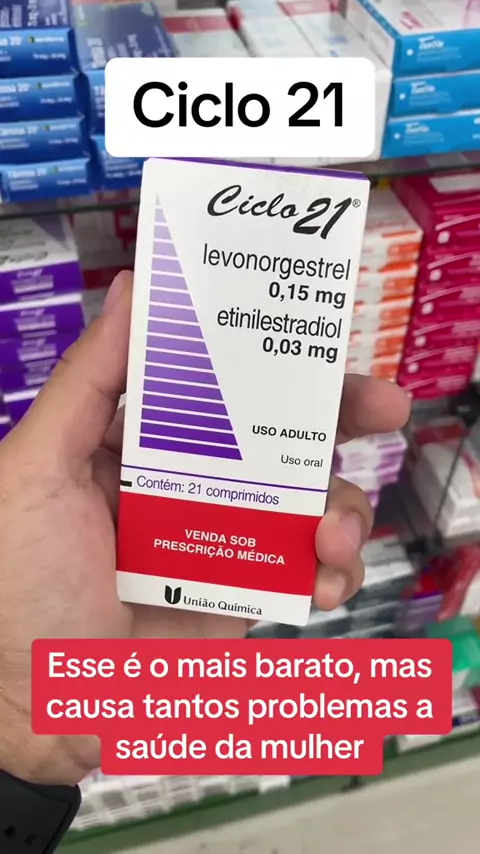 Ciclo 21
Ciclo 21®
levonorgestrel
0,15 mg
etinilestradiol
0,03 mg
USO ADULTO
Uso oral
Contém: 21 comprimidos
VENDA SOB
PRESCRIÇÃO MÉDICA
União Química
Esse é o mais barato, mas
causa tantos problemas a
saúde da mulher